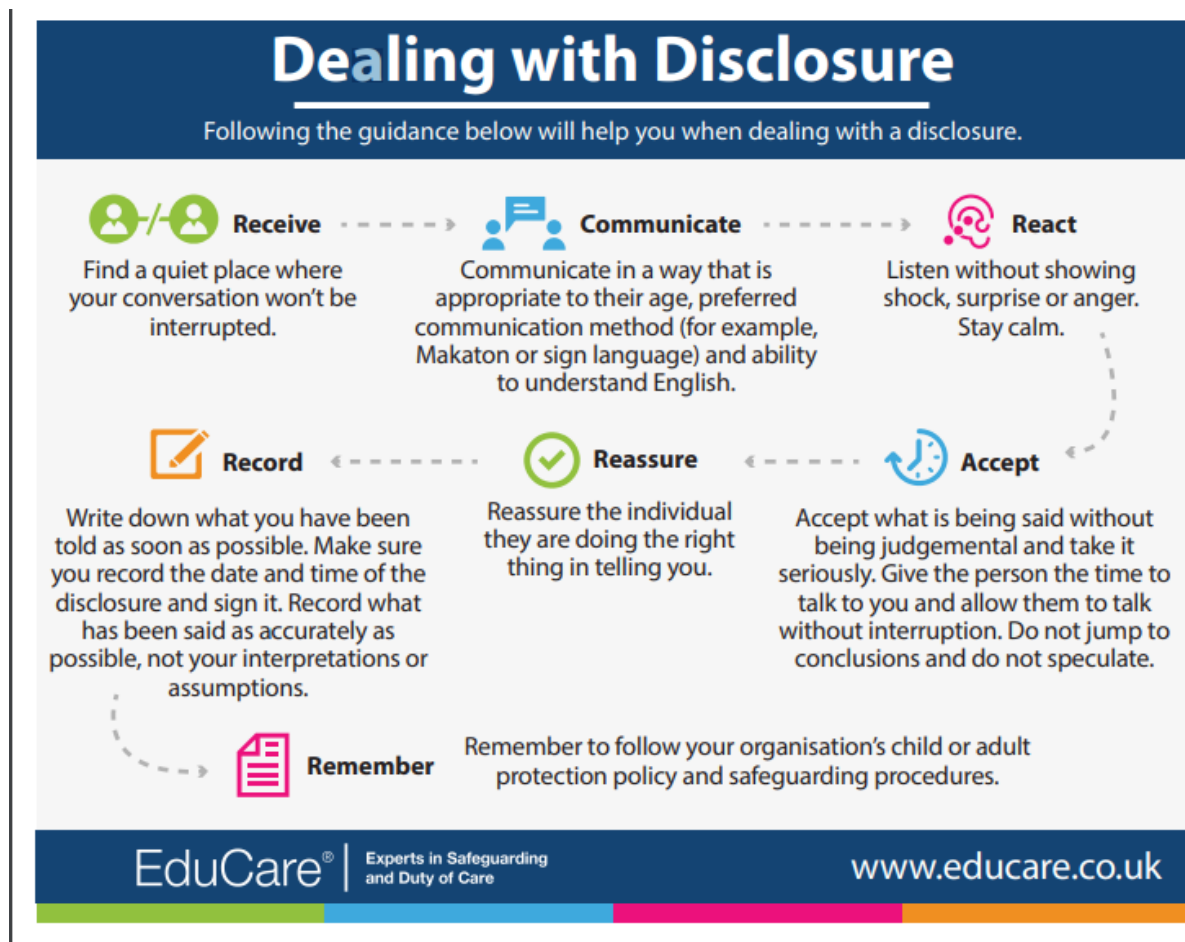 Dealing with Disclosure
Following the guidance below will help you when dealing with a disclosure.
Receive
Find a quiet place where
your conversation won't be
interrupted.
Communicate
Communicate in a way that is
appropriate to their age, preferred
communication method (for example,
Makaton or sign language) and ability
to understand English.
React
Listen without showing
shock, surprise or anger.
Stay calm.
Accept
Accept what is being said without
being judgemental and take it
seriously. Give the person the time to
talk to you and allow them to talk
without interruption. Do not jump to
conclusions and do not speculate.
Reassure
Reassure the individual
they are doing the right
thing in telling you.
Record
Write down what you have been
told as soon as possible. Make sure
you record the date and time of the
disclosure and sign it. Record what
has been said as accurately as
possible, not your interpretations or
assumptions.
Remember
Remember to follow your organisation's child or adult
protection policy and safeguarding procedures.
EduCare®
Experts in Safeguarding
and Duty of Care
www.educare.co.uk